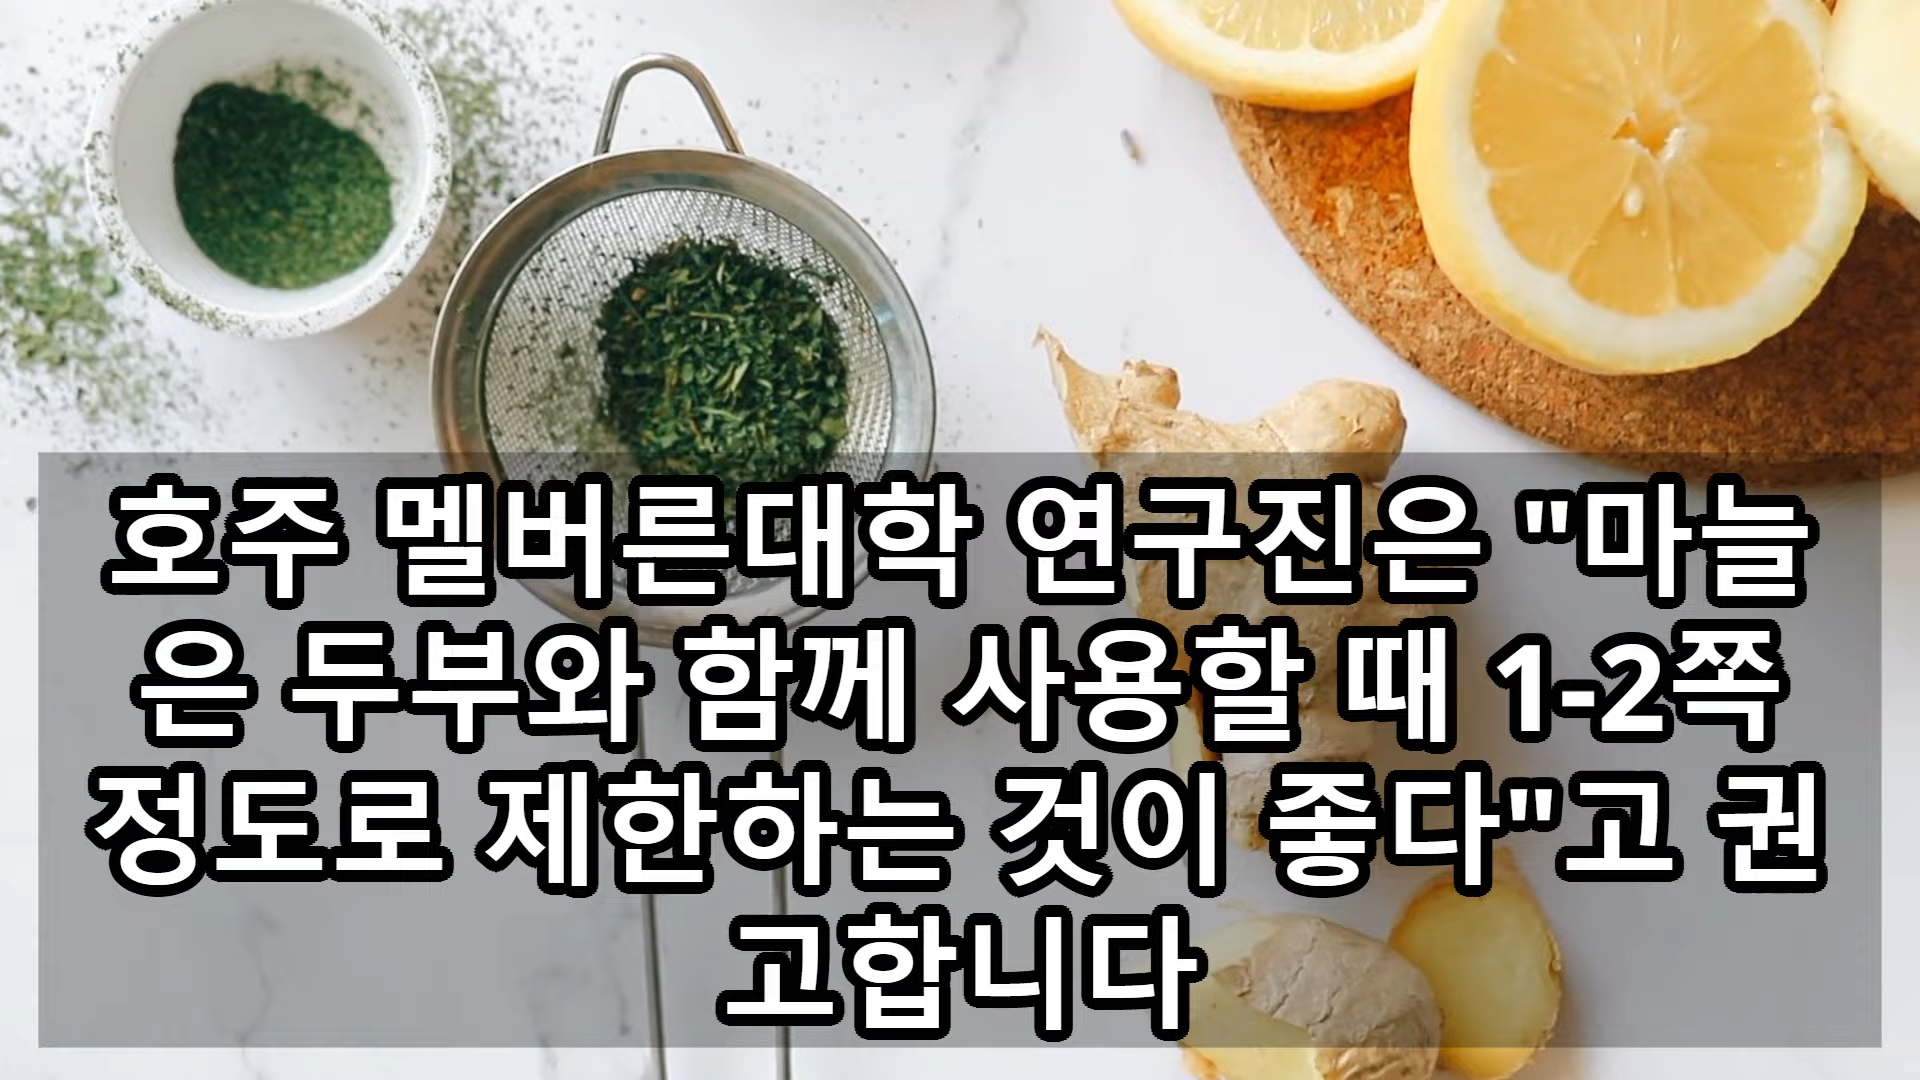 호주 멜버른대학 연구진은 "마늘
은 두부와 함께 사용할 때 1-2쪽
정도로 제한하는 것이 좋다"고 권
고합니다